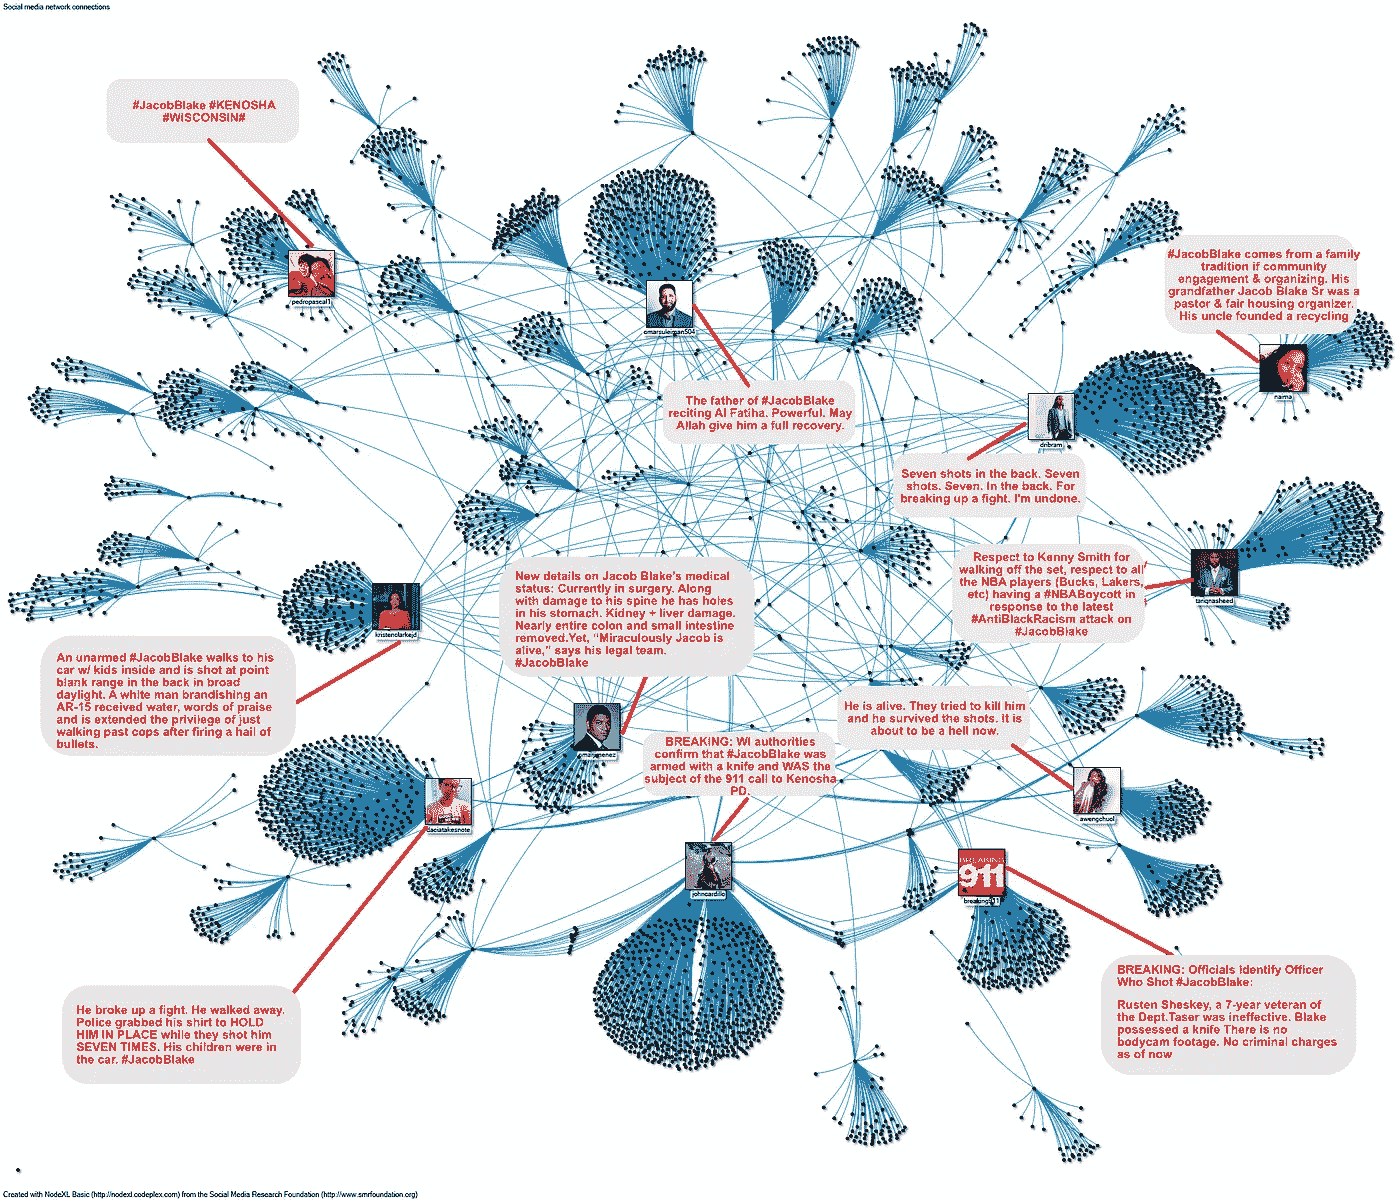 Social media network connections
#JacobBlake #KENOSHA
#WISCONSIN#
pedropascal1
omarsuleiman504
#JacobBlake comes from a family
tradition if community
engagement & organizing. His
grandfather Jacob Blake Sr was a
pastor & fair housing organizer.
His uncle founded a recycling
naima
The father of #JacobBlake
reciting Al Fatiha. Powerful. May
Allah give him a full recovery.
dribram
Seven shots in the back. Seven
shots. Seven. In the back. For
breaking up a fight. I'm undone.
Respect to Kenny Smith for
walking off the set, respect to all
the NBA players (Bucks, Lakers,
etc) having a #NBABoycott in
response to the latest
#AntiBlackRacism attack on
#JacobBlake
tariqnasheed
kristenclarkejd
New details on Jacob Blake's medical
status: Currently in surgery. Along
with damage to his spine he has holes
in his stomach. Kidney + liver damage.
Nearly entire colon and small intestine
removed.Yet, “Miraculously Jacob is
alive,” says his legal team.
#JacobBlake
An unarmed #JacobBlake walks to his
car w/ kids inside and is shot at point
blank range in the back in broad
daylight. A white man brandishing an
AR-15 received water, words of praise
and is extended the privilege of just
walking past cops after firing a hail of
bullets.
He is alive. They tried to kill him
and he survived the shots. It is
about to be a hell now.
BREAKING: WI authorities
confirm that #JacobBlake was
armed with a knife and WAS the
subject of the 911 call to Kenosha
PD.
awengchuol
johncardillo
BREAKING
911
breaking911
He broke up a fight. He walked away.
Police grabbed his shirt to HOLD
HIM IN PLACE while they shot him
SEVEN TIMES. His children were in
the car. #JacobBlake
BREAKING: Officials Identify Officer
Who Shot #JacobBlake:
Rusten Sheskey, a 7-year veteran of
the Dept.Taser was ineffective. Blake
possessed a knife There is no
bodycam footage. No criminal charges
as of now
Created with NodeXL Basic (http://nodexl.codeplex.com) from the Social Media Research Foundation (http://www.smrfoundation.org)